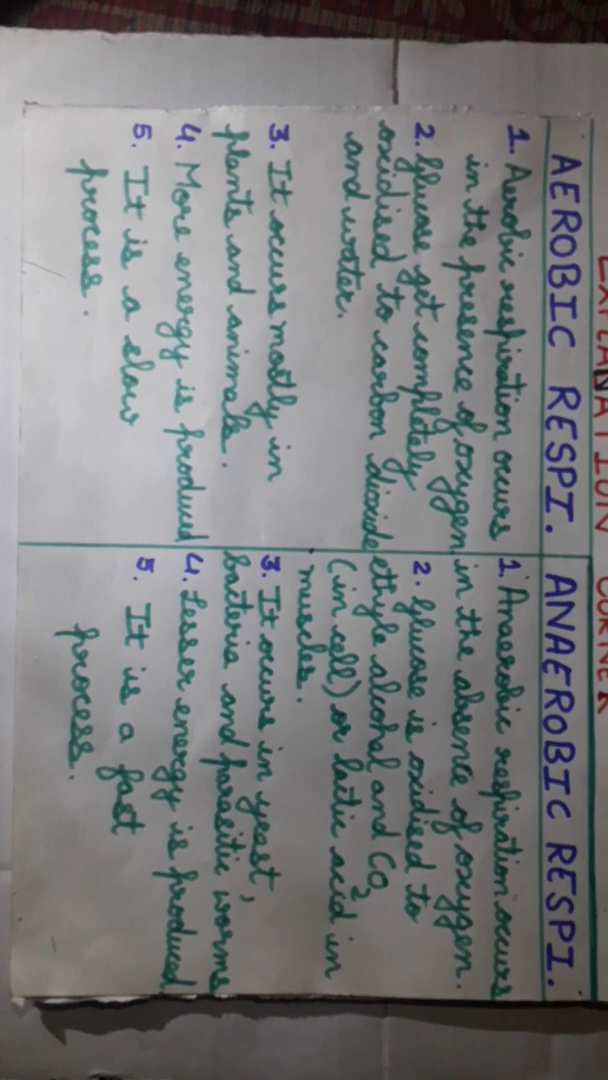 EXPLANATION CORNER
AEROBIC RESPI.
1. Aerobic respiration occurs
in the presence of oxygen
2. Glucose get completely
oxidised to carbon dioxide
and water.
3. It occurs mostly in
plants and animals.
4. More energy is produced
5. It is a slow
process.
ANAEROBIC RESPI.
1. Anaerobic respiration occurs
in the absence of oxygen.
2. Glucose is oxidised to
ethyle alcohal and CO2
(in cell) or lactic acid in
muscles.
3. It occurs in yeast,
bacteria and parasitic worms
4. Lesser energy is produced
5. It is a fast
process.